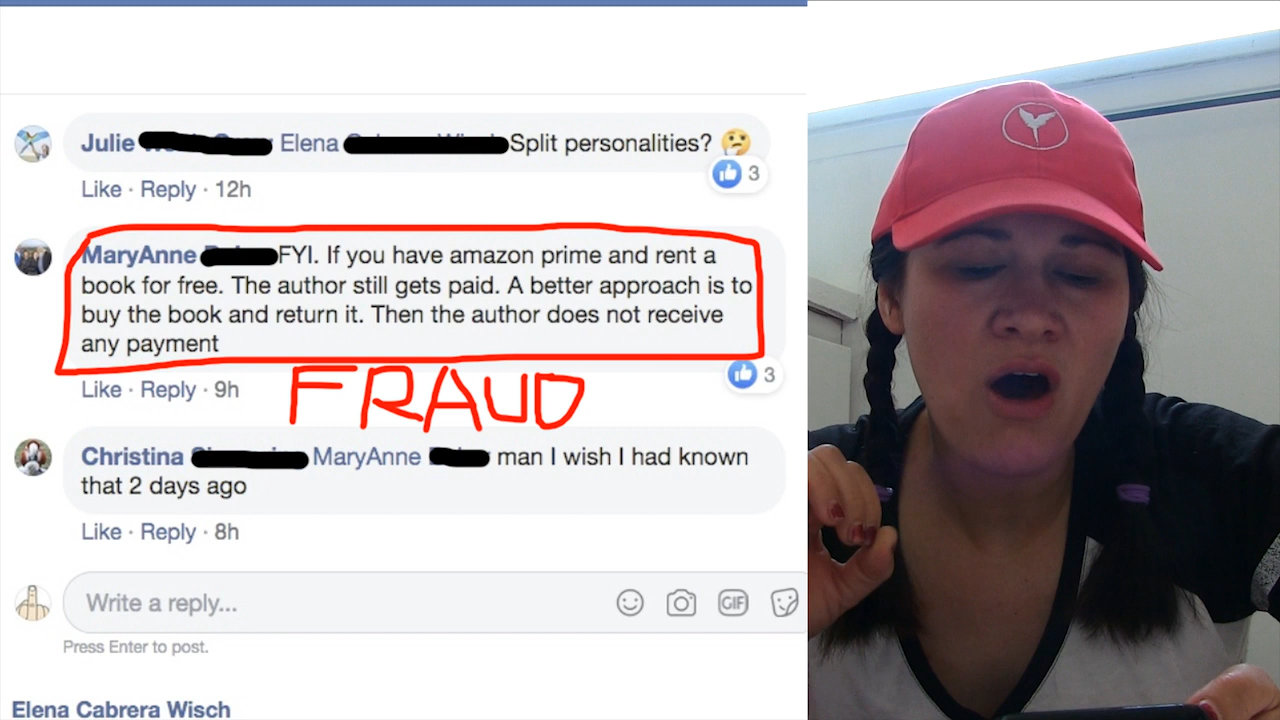 Julie Elena Split personalities?
3
Like · Reply · 12h
MaryAnne FYI. If you have amazon prime and rent a
book for free. The author still gets paid. A better approach is to
buy the book and return it. Then the author does not receive
any payment
3
Like · Reply · 9h
FRAUD
Christina MaryAnne man I wish I had known
that 2 days ago
Like · Reply · 8h
Write a reply...
GIF
Press Enter to post.
Elena Cabrera Wisch